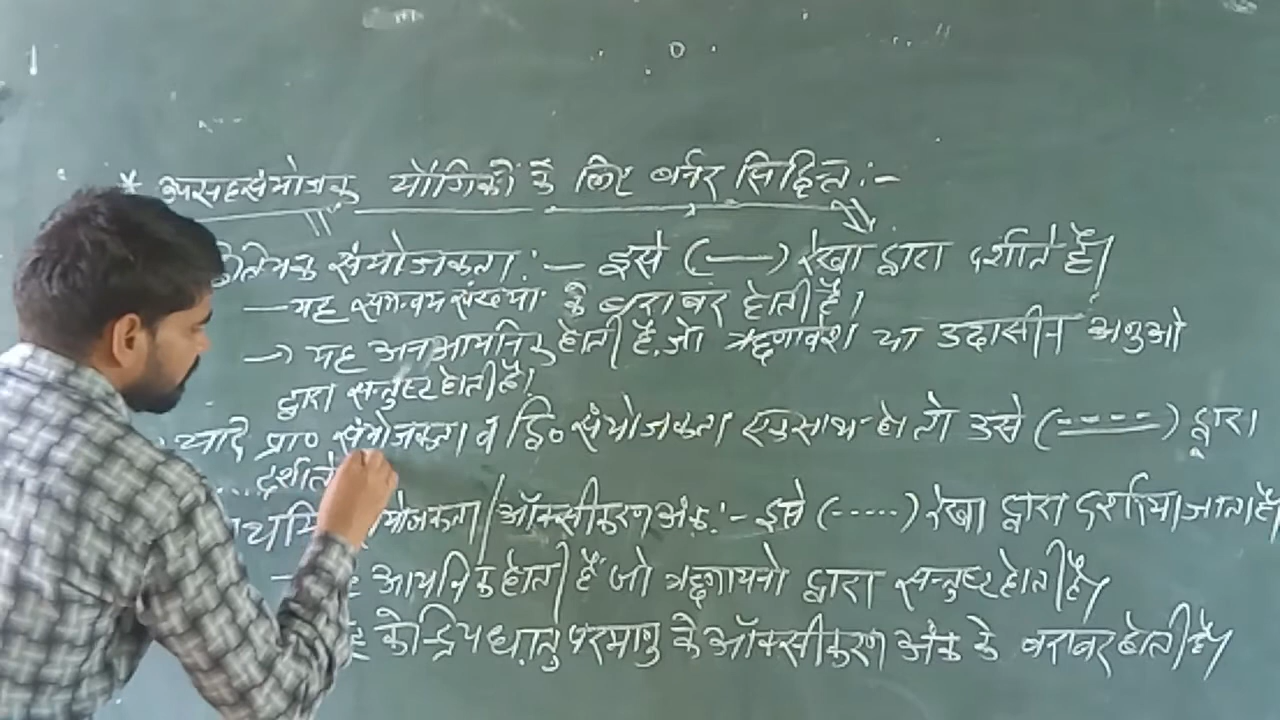 * उपसहसंयोजक यौगिकों के लिए वर्नर सिद्धान्त :-
संयोजकता :- इसे ( — ) रेखा द्वारा दर्शाते हैं।
— यह समन्वय संख्या के बराबर होती है।
→ यह अनआयनिक होती है, जो ऋणावेश या उदासीन अणुओ
द्वारा सन्तुष्ट होती है।
यदि प्रा० संयोजकता व द्वि० संयोजकता एकसाथ हो तो उसे ( ) द्वारा
दर्शाते
/ ऑक्सीकरण अंक :- इसे (-----) रेखा द्वारा दर्शाया जाता है।
आयनिक होती है जो ऋणायनो द्वारा सन्तुष्ट होती है।
केन्द्रिय धातु परमाणु के ऑक्सीकरण अंक के बराबर होती है।